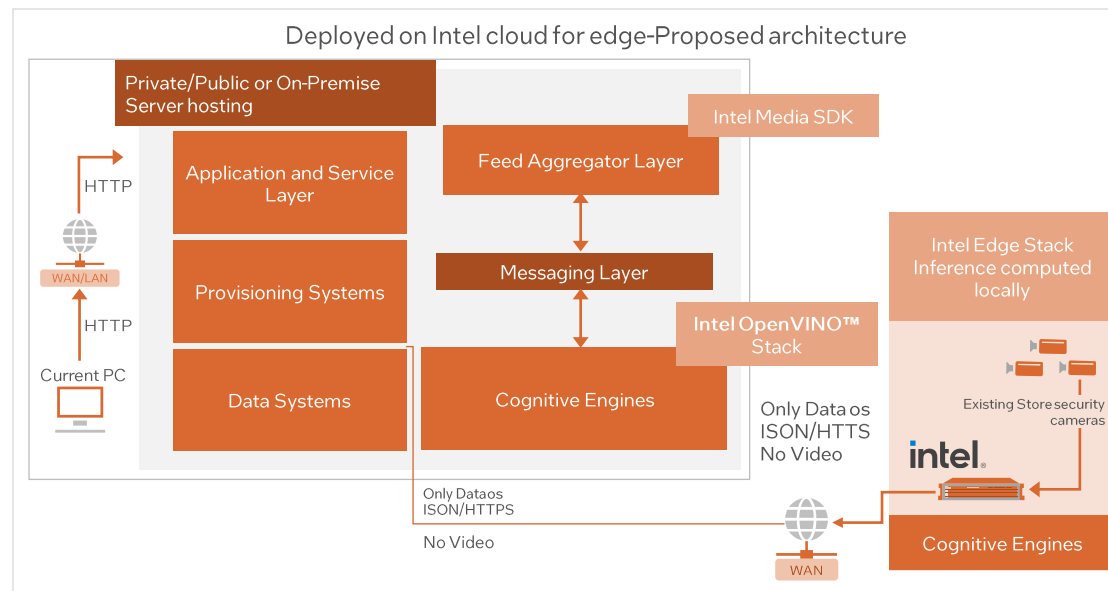 Deployed on Intel cloud for edge-Proposed architecture
Private/Public or On-Premise
Server hosting
Intel Media SDK
Application and Service
Layer
Feed Aggregator Layer
HTTP
WAN/LAN
HTTP
Current PC
Provisioning Systems
Messaging Layer
Intel OpenVINO™
Stack
Data Systems
Cognitive Engines
Only Data os
ISON/HTTS
No Video
Only Dataos
ISON/HTTPS
No Video
WAN
Intel Edge Stack
Inference computed
locally
Existing Store security
cameras
intel®
Cognitive Engines